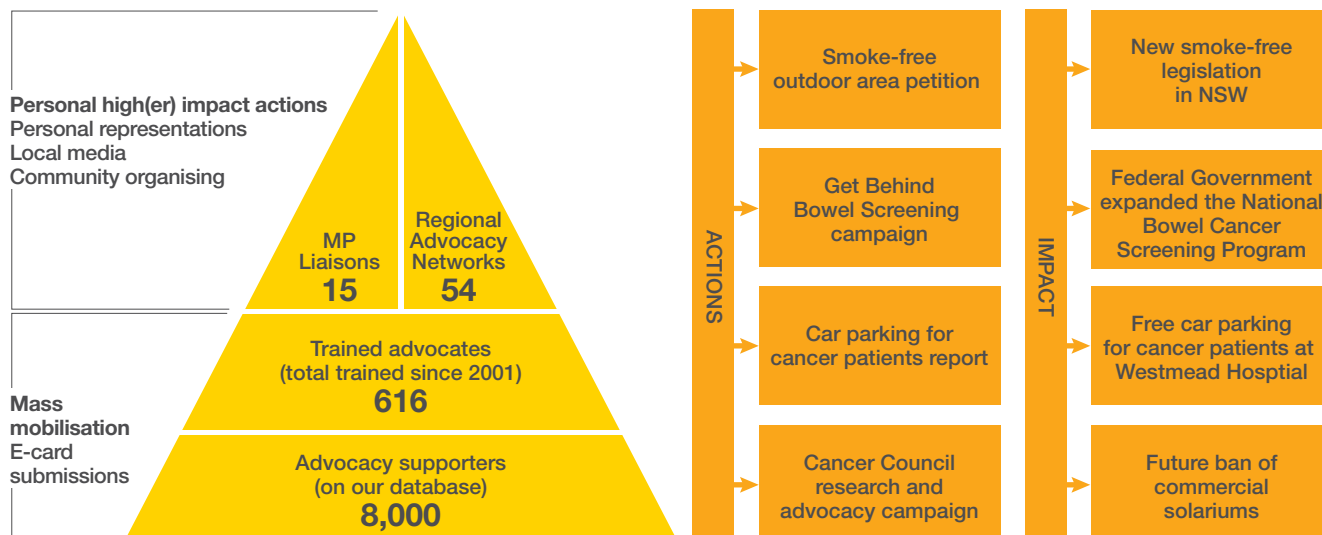 Personal high(er) impact actions
Personal representations
Local media
Community organising
MP
Liaisons
15
Regional
Advocacy
Networks
54
Mass
mobilisation
E-card
submissions
Trained advocates
(total trained since 2001)
616
Advocacy supporters
(on our database)
8,000
ACTIONS
Smoke-free
outdoor area petition
Get Behind
Bowel Screening
campaign
Car parking for
cancer patients report
Cancer Council
research and
advocacy campaign
IMPACT
New smoke-free
legislation
in NSW
Federal Government
expanded the National
Bowel Cancer
Screening Program
Free car parking
for cancer patients at
Westmead Hosptial
Future ban of
commercial
solariums